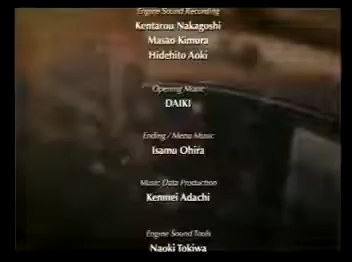 Engine Sound Recording
Kentarou Nakagoshi
Masao Kimura
Hidehito Aoki
Opening Music
DAIKI
Ending / Menu Music
Isamu Ohira
Music Data Production
Kenmei Adachi
Engine Sound Tools
Naoki Tokiwa